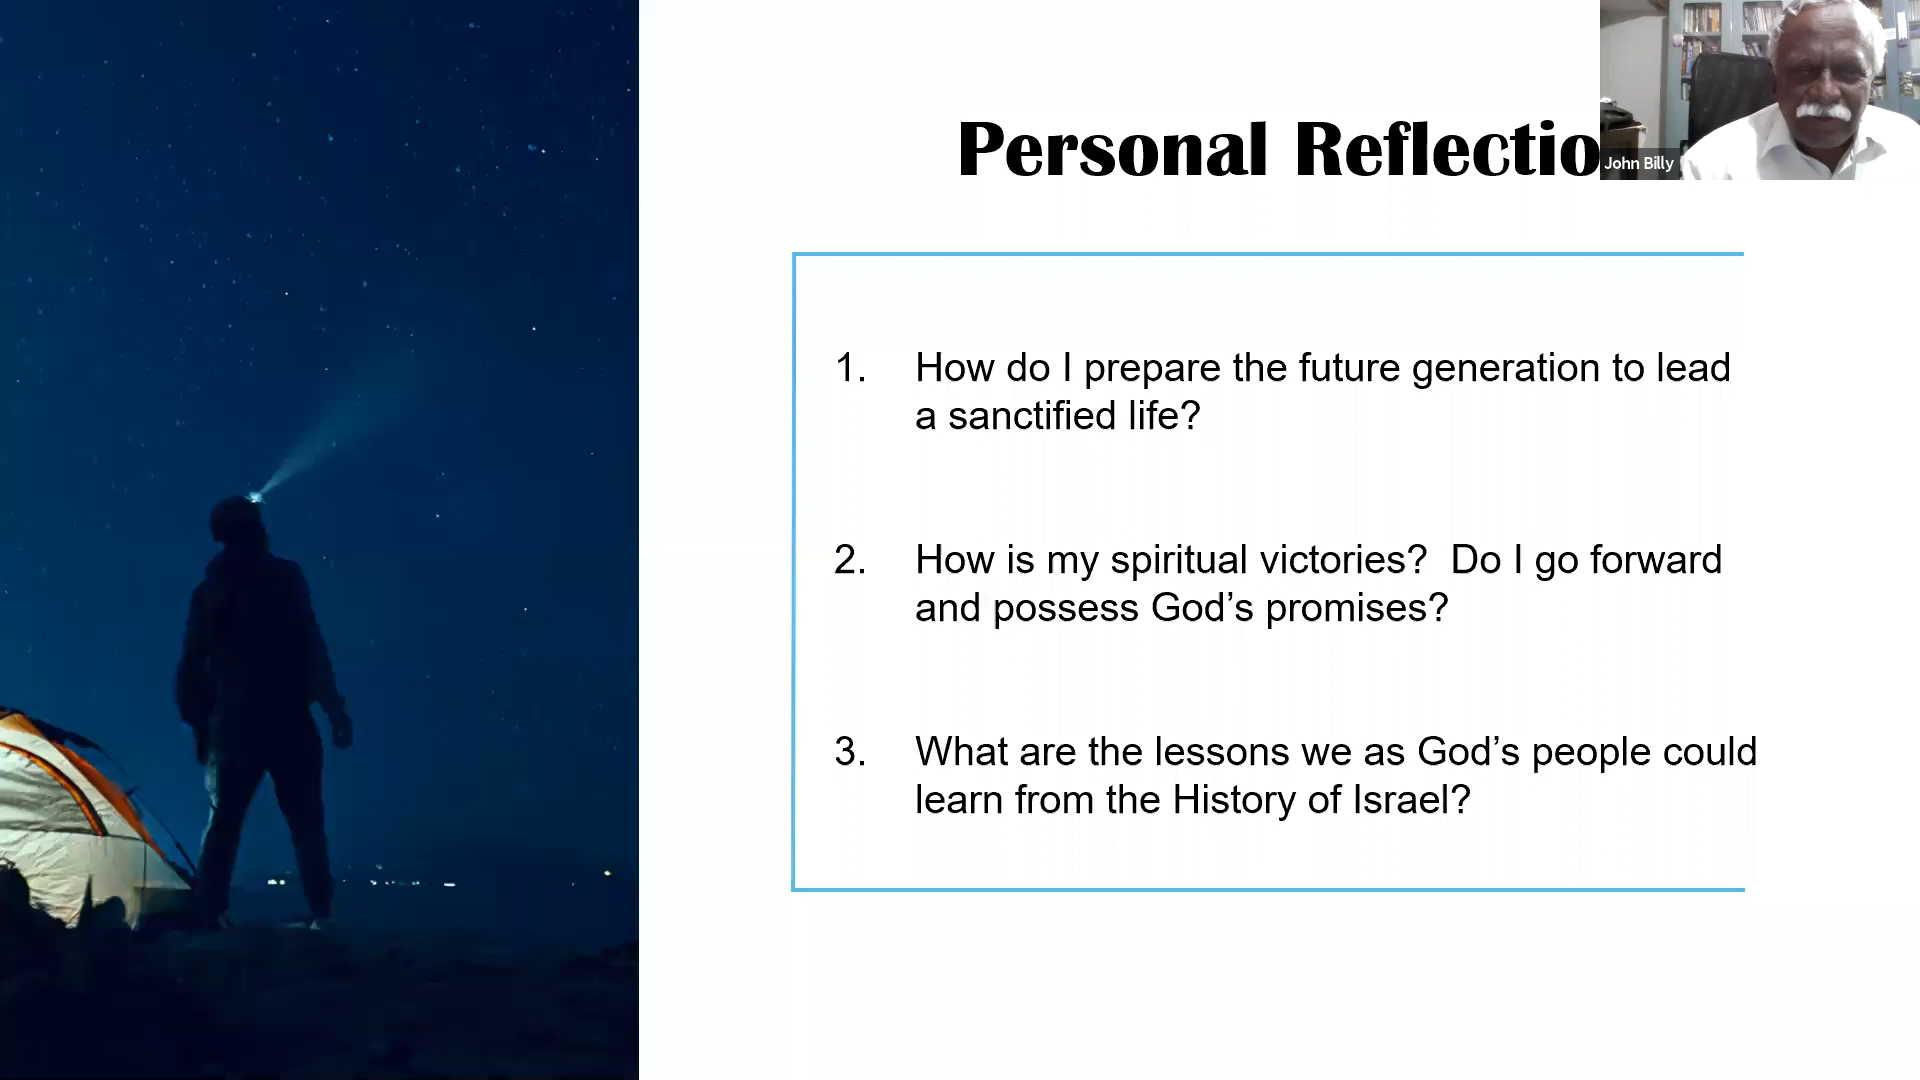 Personal Reflectio
John Billy
1. How do I prepare the future generation to lead
a sanctified life?
2. How is my spiritual victories?  Do I go forward
and possess God’s promises?
3. What are the lessons we as God’s people could
learn from the History of Israel?